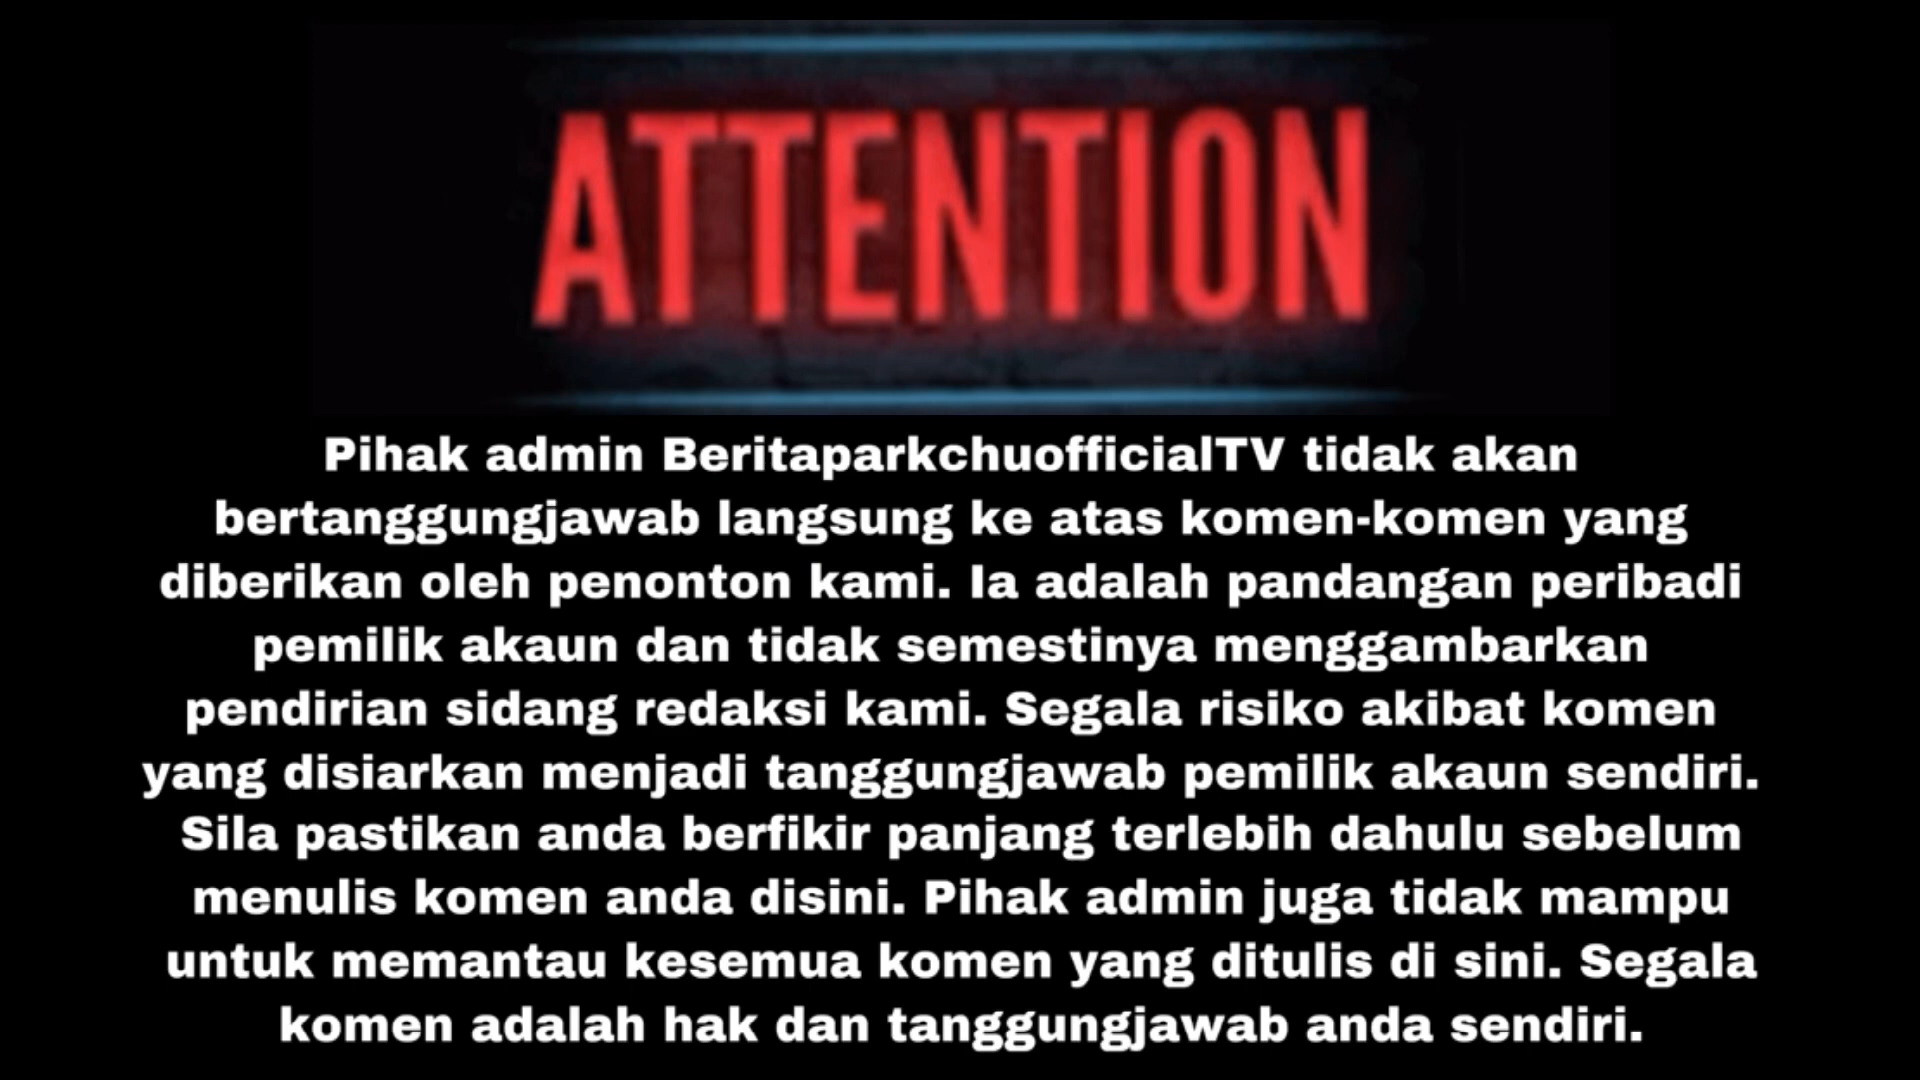 ATTENTION
Pihak admin BeritaparkchuofficialTV tidak akan
bertanggungjawab langsung ke atas komen-komen yang
diberikan oleh penonton kami. Ia adalah pandangan peribadi
pemilik akaun dan tidak semestinya menggambarkan
pendirian sidang redaksi kami. Segala risiko akibat komen
yang disiarkan menjadi tanggungjawab pemilik akaun sendiri.
Sila pastikan anda berfikir panjang terlebih dahulu sebelum
menulis komen anda disini. Pihak admin juga tidak mampu
untuk memantau kesemua komen yang ditulis di sini. Segala
komen adalah hak dan tanggungjawab anda sendiri.